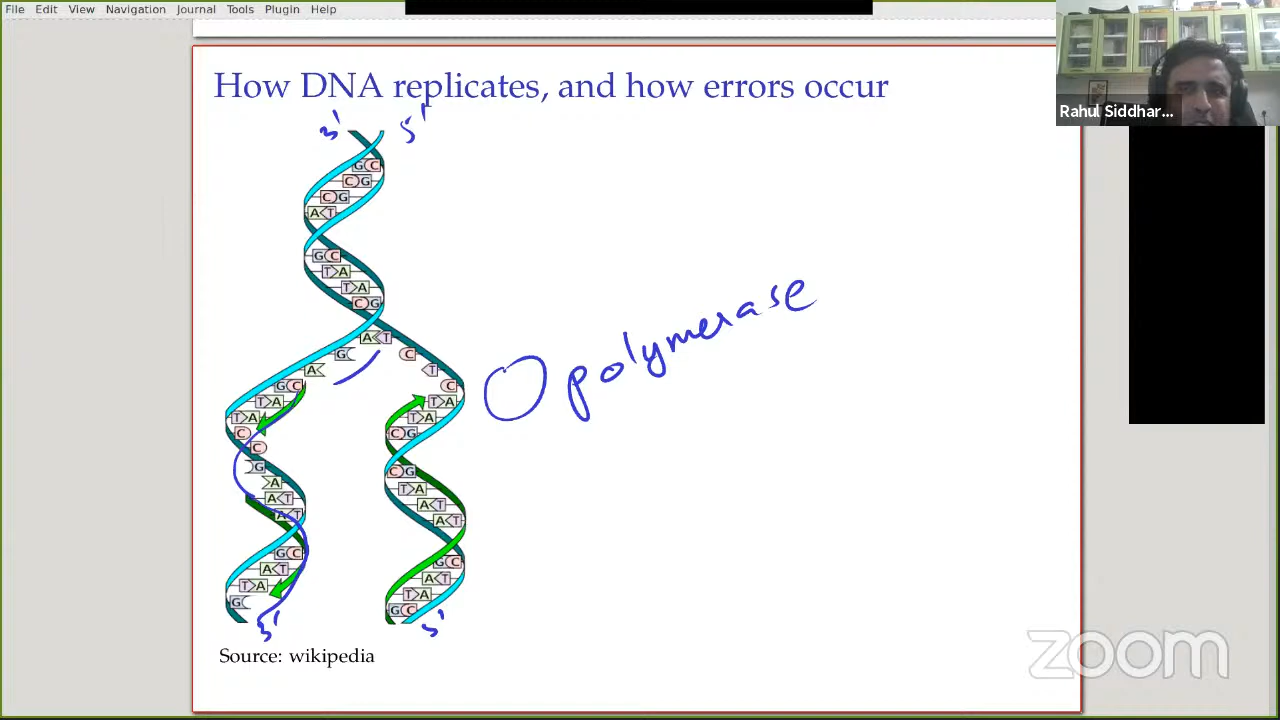 File Edit View Navigation Journal Tools Plugin Help
Rahul Siddhar...
How DNA replicates, and how errors occur
3' 5'
G C
C G
C G
A T
G C
T A
T A
C G
A T
G C
A T
G C C
T A T A
T A T A
C C G
C
G C G
A T A
A T A T
A T A T
G C G C
A T A T
T A T A
G G C
5' 3'
polymerase
Source: wikipedia
zoom